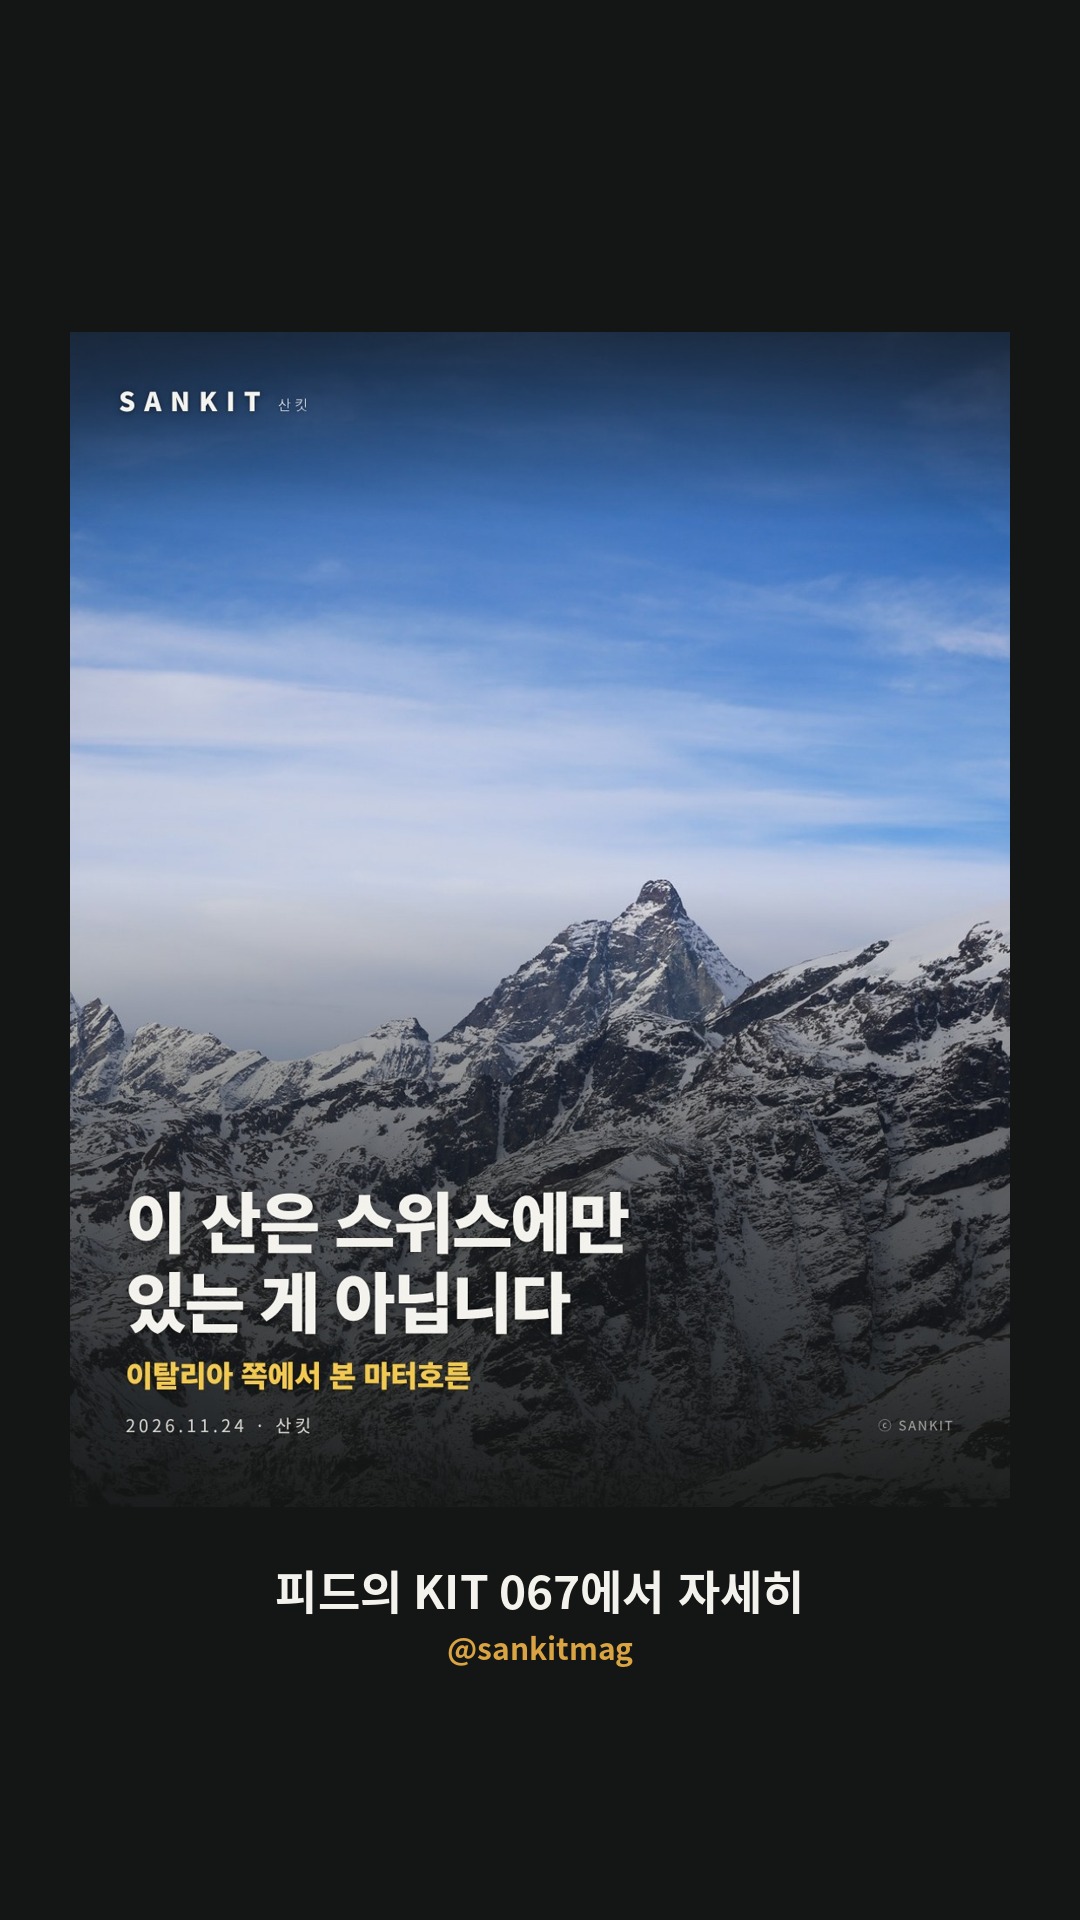 SANKIT 산킷
이 산은 스위스에만
있는 게 아닙니다
이탈리아 쪽에서 본 마터호른
2026.11.24 · 산킷
ⓒ SANKIT
피드의 KIT 067에서 자세히
@sankitmag